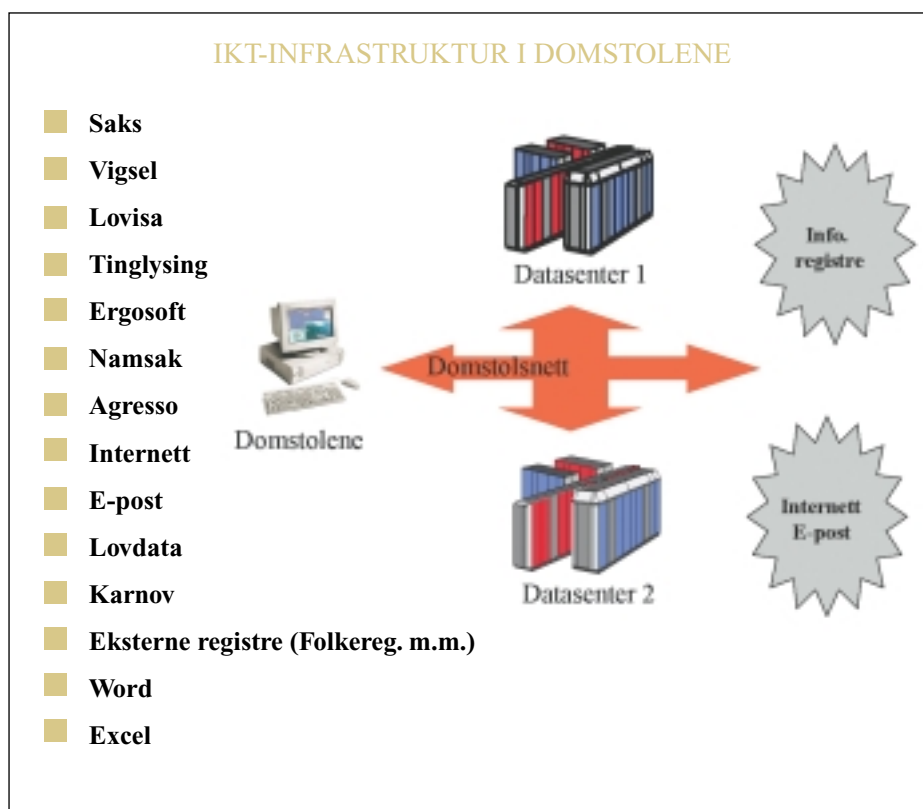 IKT-INFRASTRUKTUR I DOMSTOLENE
Saks
Vigsel
Lovisa
Tinglysing
Ergosoft
Namsak
Agresso
Internett
E-post
Lovdata
Karnov
Eksterne registre (Folkereg. m.m.)
Word
Excel
Domstolene
Datasenter 1
Domstolsnett
Datasenter 2
Info.
registre
Internett
E-post